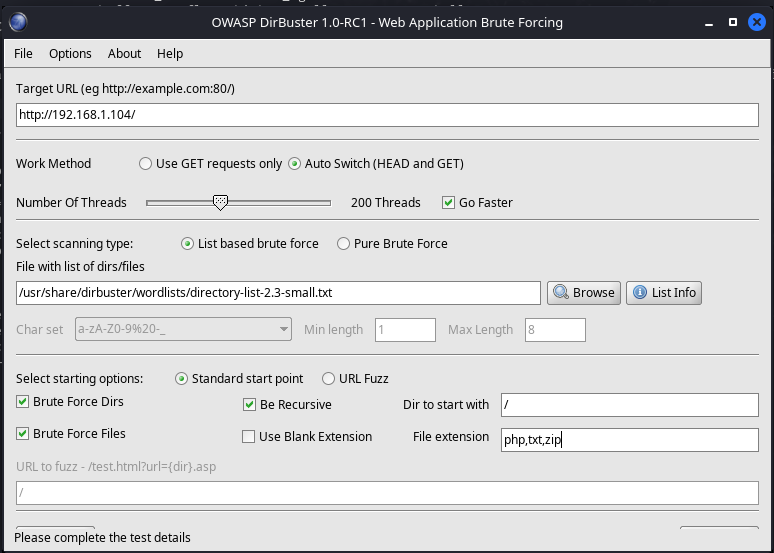 OWASP DirBuster 1.0-RC1 - Web Application Brute Forcing
File Options About Help
Target URL (eg http://example.com:80/)
http://192.168.1.104/
Work Method Use GET requests only Auto Switch (HEAD and GET)
Number Of Threads 200 Threads Go Faster
Select scanning type: List based brute force Pure Brute Force
File with list of dirs/files
/usr/share/dirbuster/wordlists/directory-list-2.3-small.txt Browse List Info
Char set a-zA-Z0-9%20-_ Min length 1 Max Length 8
Select starting options: Standard start point URL Fuzz
Brute Force Dirs Be Recursive Dir to start with /
Brute Force Files Use Blank Extension File extension php,txt,zip
URL to fuzz - /test.html?url={dir}.asp
/
Please complete the test details